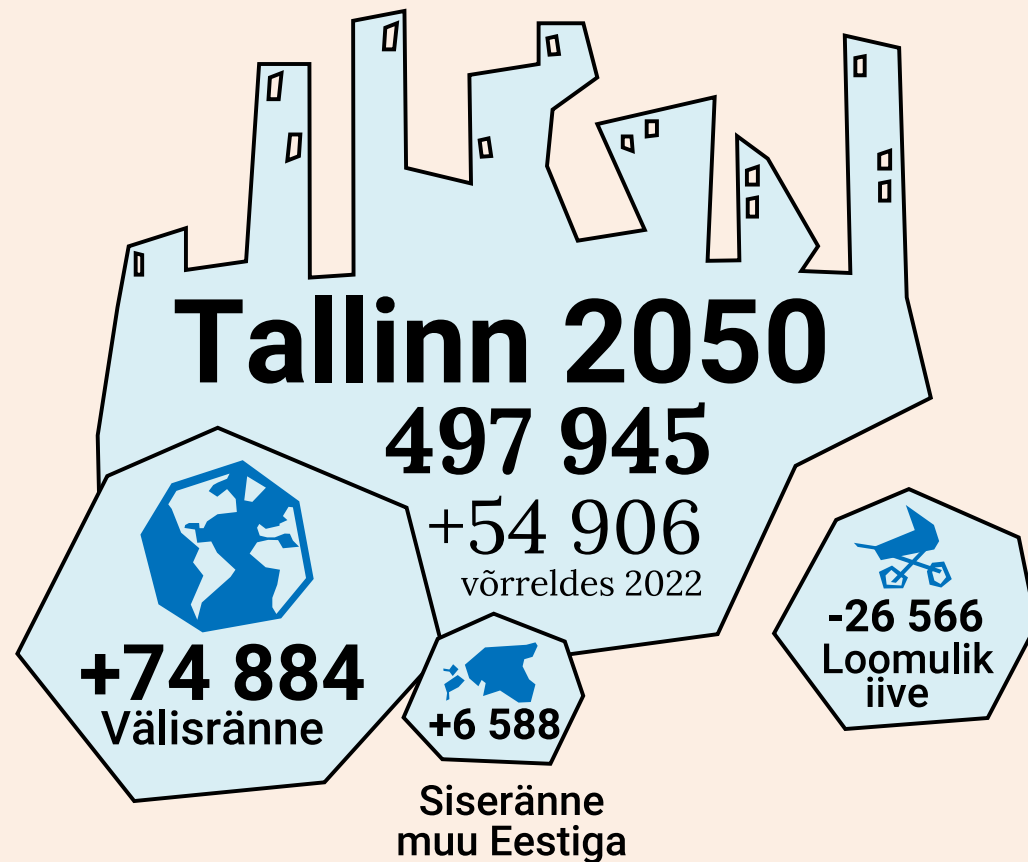 Tallinn 2050
497 945
+54 906
võrreldes 2022
+74 884
Välisränne
+6 588
Siseränne
muu Eestiga
-26 566
Loomulik
iive